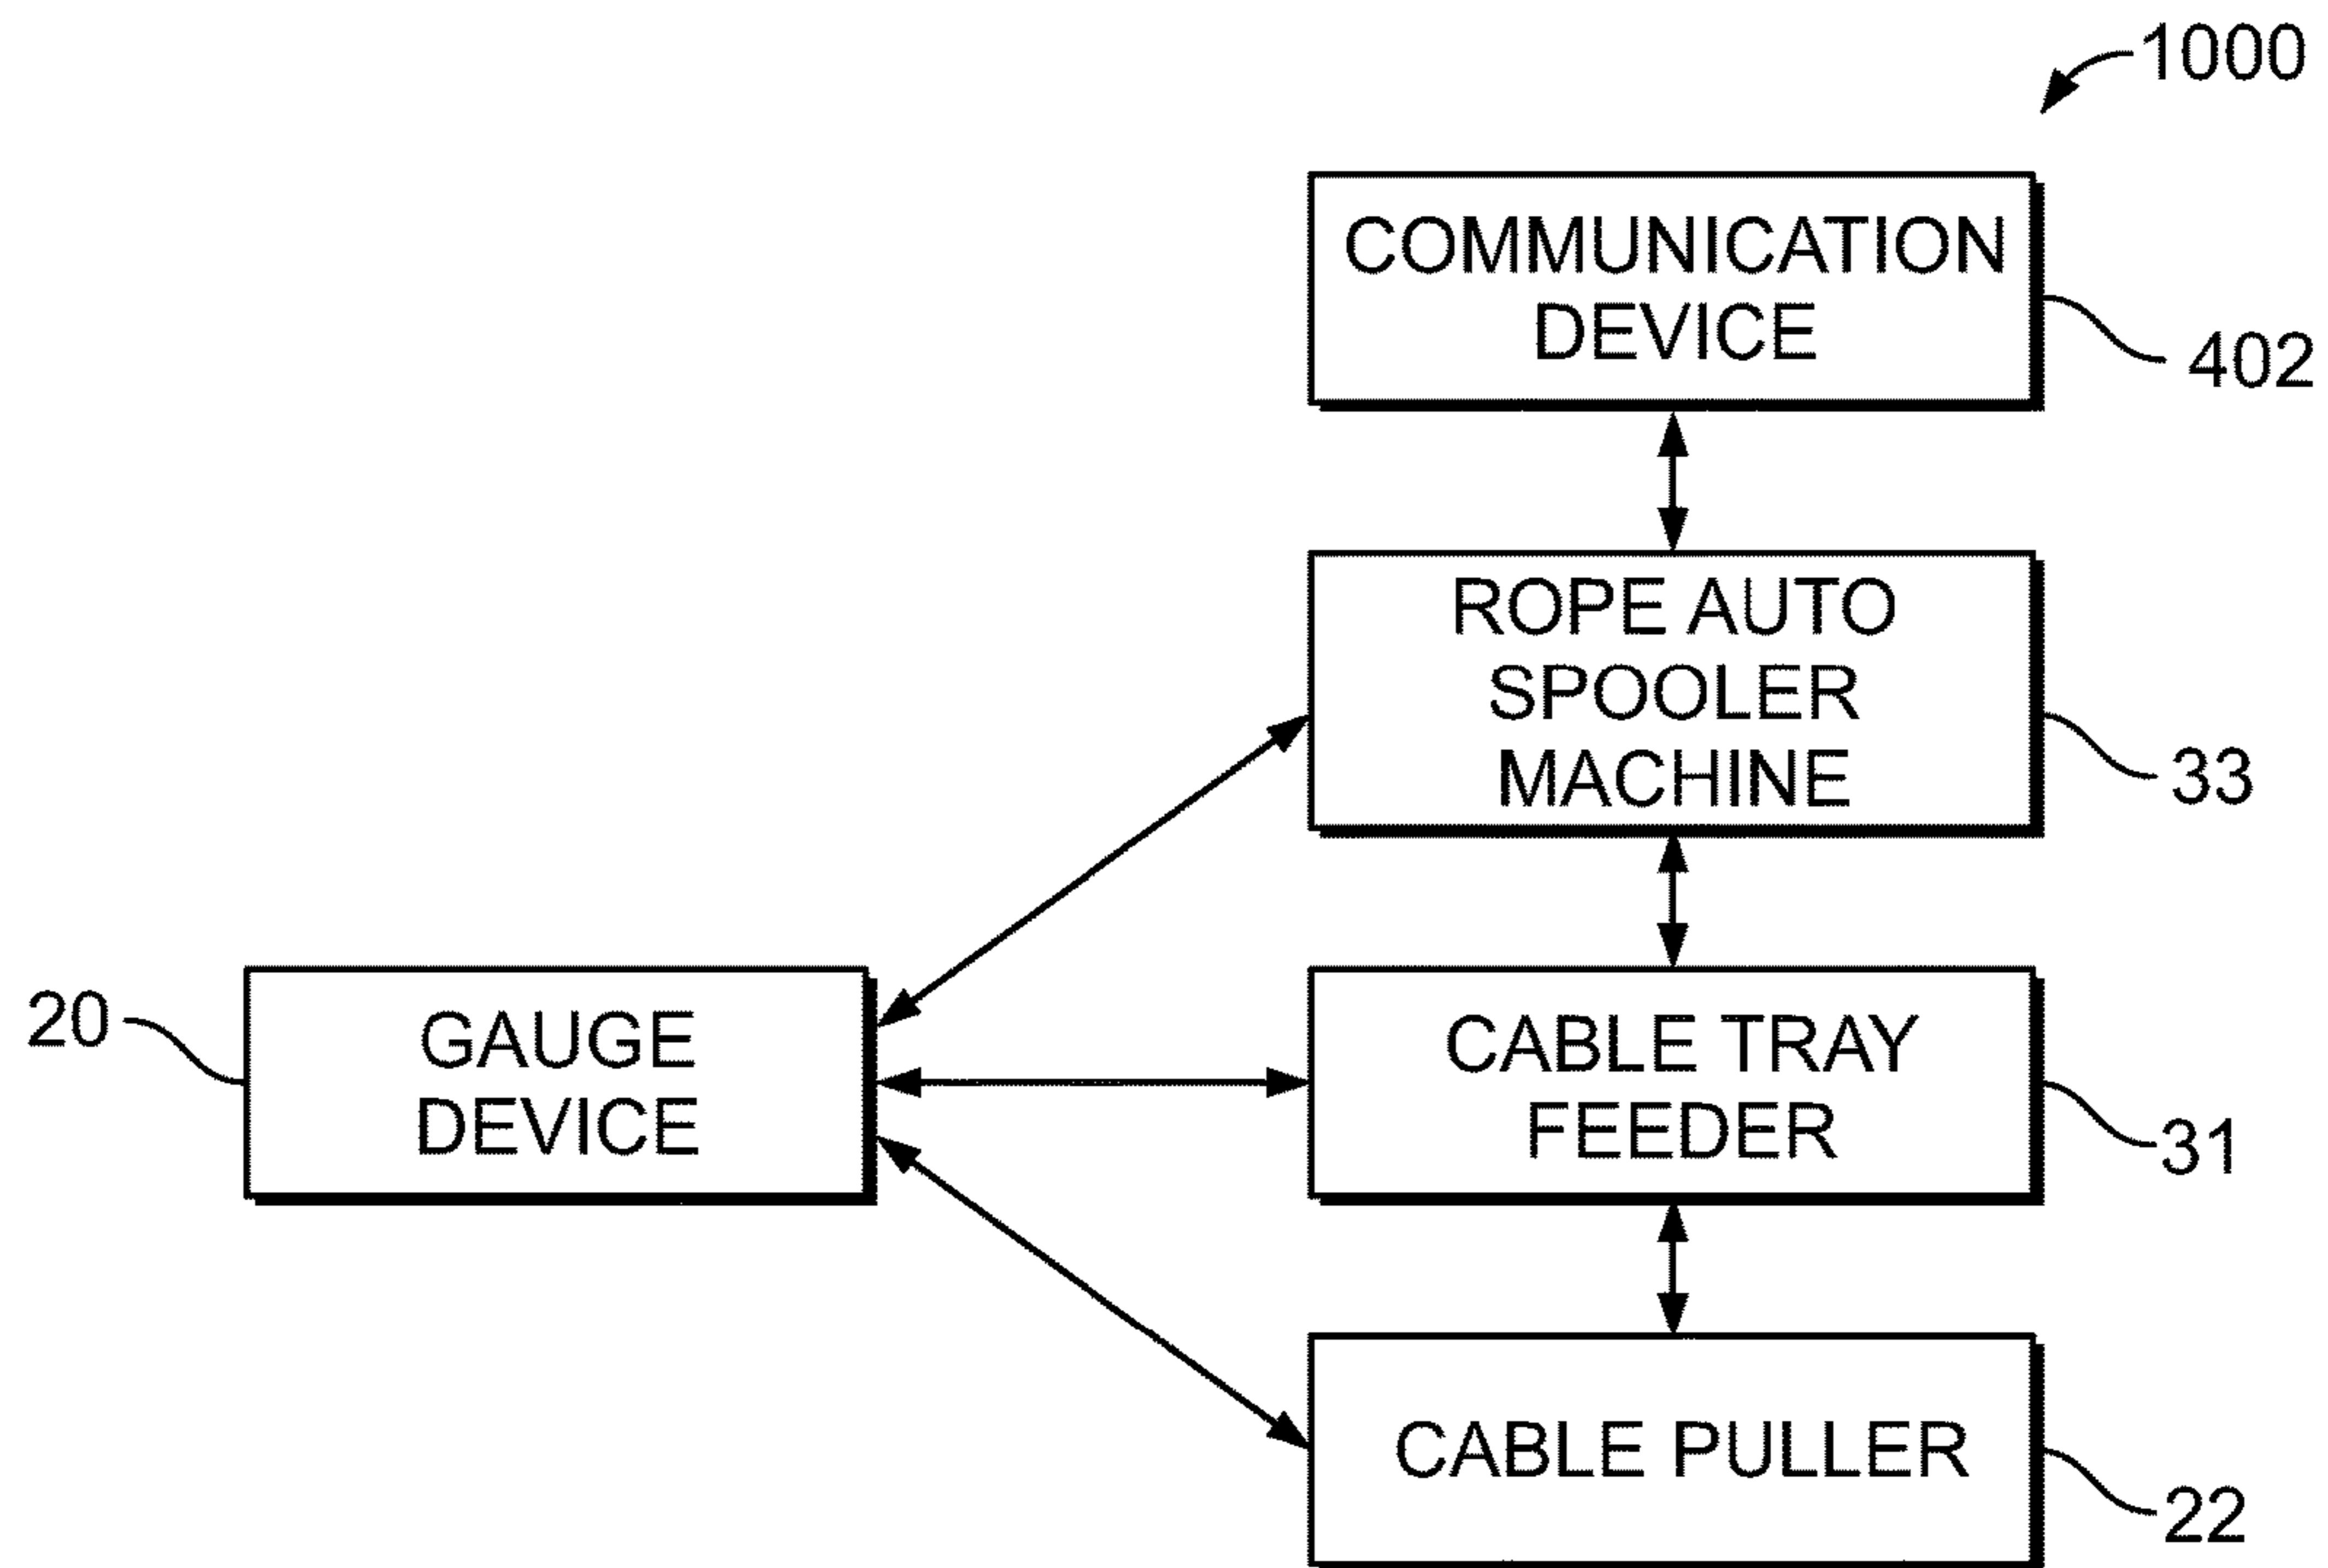 1000
COMMUNICATION
DEVICE
402
ROPE AUTO
SPOOLER
MACHINE
33
20
GAUGE
DEVICE
CABLE TRAY
FEEDER
31
CABLE PULLER
22